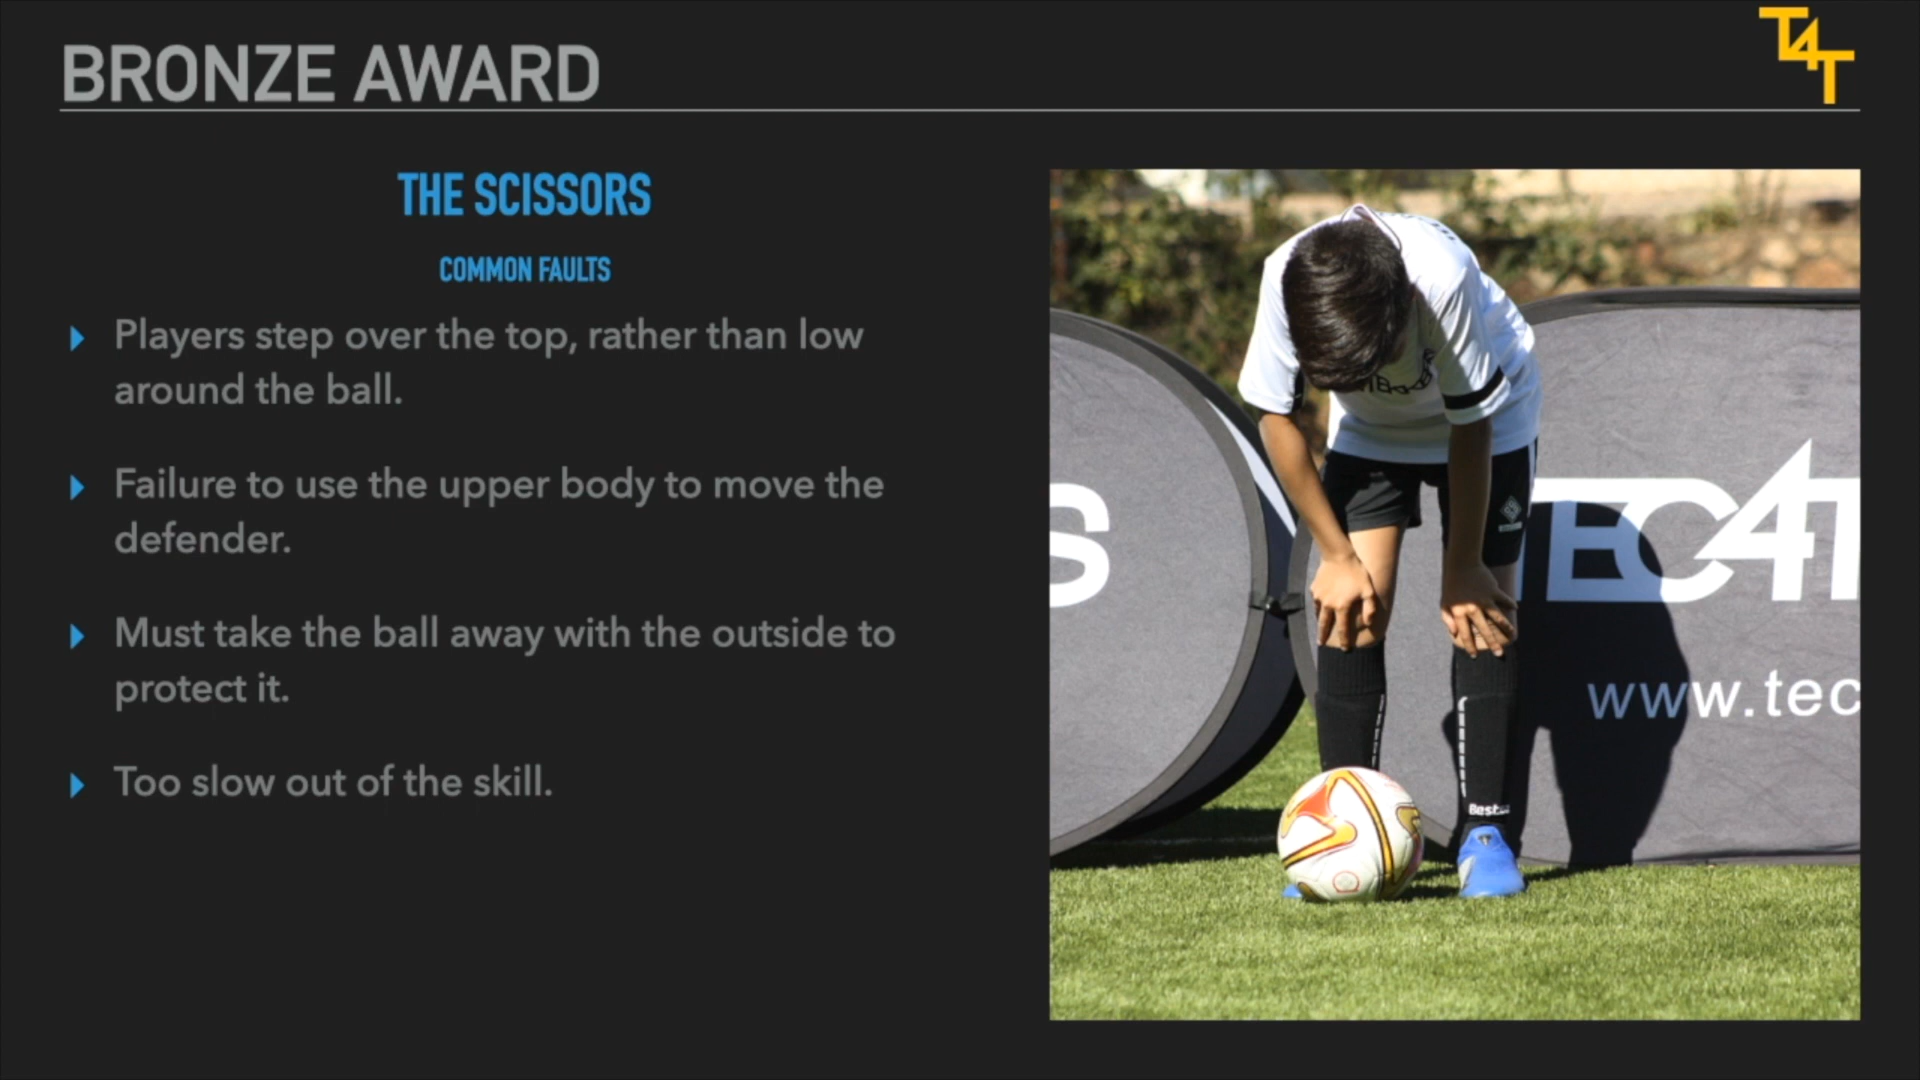 BRONZE AWARD
T4T
THE SCISSORS
COMMON FAULTS
Players step over the top, rather than low
around the ball.
Failure to use the upper body to move the
defender.
Must take the ball away with the outside to
protect it.
Too slow out of the skill.
S
TEC4T
www.tec
Best